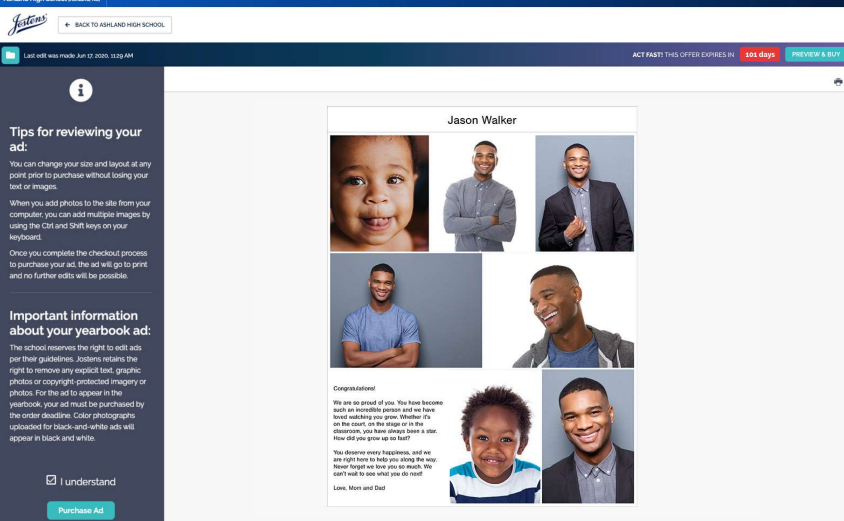 Jostens
← BACK TO ASHLAND HIGH SCHOOL
Last edit was made Jun 17, 2020, 11:29 AM
ACT FAST! THIS OFFER EXPIRES IN 101 days PREVIEW & BUY
Tips for reviewing your
ad:
You can change your size and layout at any
point prior to purchase without losing your
text or images.
When you add photos to the site from your
computer, you can add multiple images by
using the Ctrl and Shift keys on your
keyboard.
Once you complete the checkout process
to purchase your ad, the ad will go to print
and no further edits will be possible.
Important information
about your yearbook ad:
The school reserves the right to edit ads
per their guidelines. Jostens retains the
right to remove any explicit text, graphic
photos or copyright-protected imagery or
photos. For the ad to appear in the
yearbook, your ad must be purchased by
the order deadline. Color photographs
uploaded for black-and-white ads will
appear in black and white.
I understand
Purchase Ad
Jason Walker
Congratulations!
We are so proud of you. You have become
such an incredible person and we have
loved watching you grow. Whether it's
on the court, on the stage or in the
classroom, you have always been a star.
How did you grow up so fast?
You deserve every happiness, and we
are right here to help you along the way.
Never forget we love you so much. We
can't wait to see what you do next!
Love, Mom and Dad